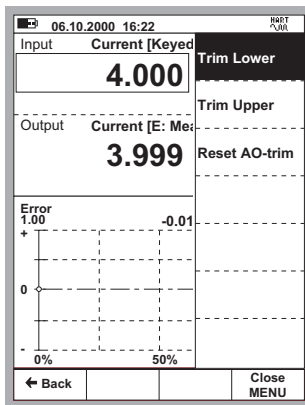 06.10.2000 16:22
HART
Input Current [Keyed
4.000
Output Current [E: Mea
3.999
Error
1.00 -0.01
+
0
-
0% 50%
Trim Lower
Trim Upper
Reset AO-trim
← Back
Close
MENU